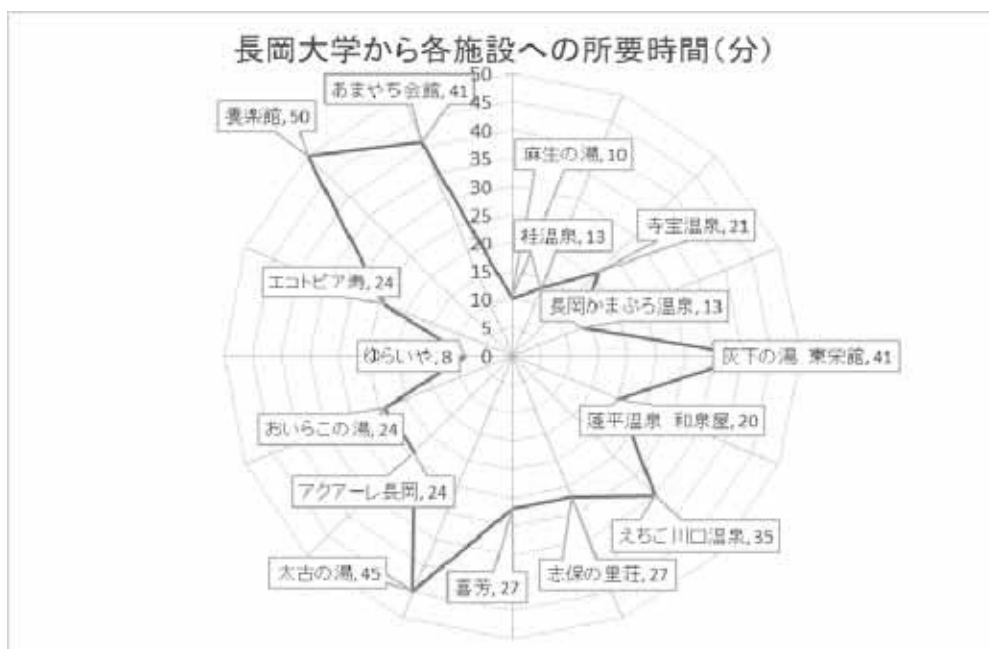 長岡大学から各施設への所要時間(分)
50
45
40
35
30
25
20
15
10
5
0
麻生の湯, 10
桂温泉, 13
寺宝温泉, 21
長岡かまぶろ温泉, 13
灰下の湯 東栄館, 41
蓬平温泉 和泉屋, 20
えちご川口温泉, 35
志保の里荘, 27
喜芳, 27
太古の湯, 45
アクアーレ長岡, 24
おいらこの湯, 24
ゆらいや, 8
エコトピア寿, 24
養楽館, 50
あまやち会館, 41